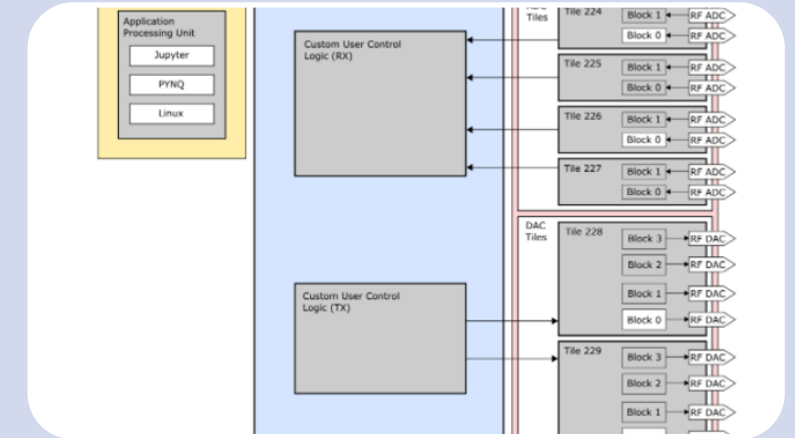 Application
Processing Unit
Jupyter
PYNQ
Linux
Custom User Control
Logic (RX)
Custom User Control
Logic (TX)
Tiles
Tile 224
Block 1
RF ADC
Block 0
RF ADC
Tile 225
Block 1
RF ADC
Block 0
RF ADC
Tile 226
Block 1
RF ADC
Block 0
RF ADC
Tile 227
Block 1
RF ADC
Block 0
RF ADC
DAC
Tiles
Tile 228
Block 3
RF DAC
Block 2
RF DAC
Block 1
RF DAC
Block 0
RF DAC
Tile 229
Block 3
RF DAC
Block 2
RF DAC
Block 1
RF DAC